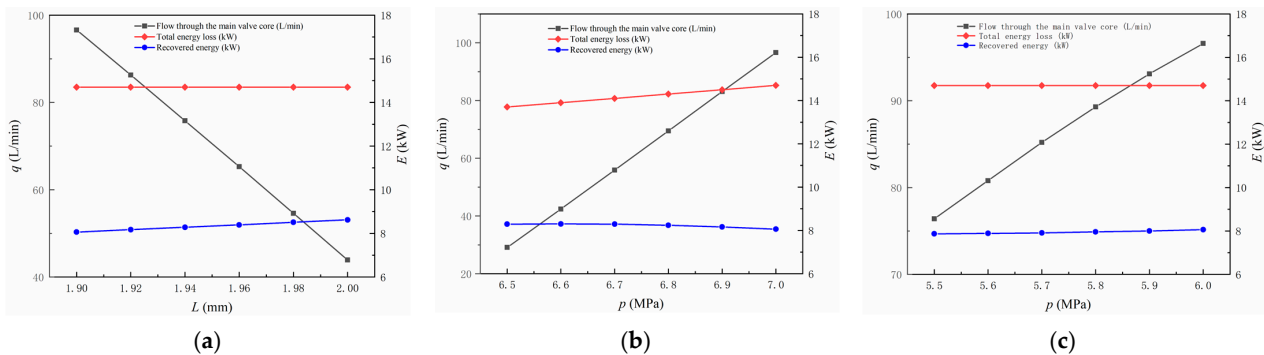 Flow through the main valve core (L/min)
Total energy loss (kW)
Recovered energy (kW)
100
80
60
40
q (L/min)
18
16
14
12
10
8
6
E (kW)
1.90 1.92 1.94 1.96 1.98 2.00
L (mm)
(a)
Flow through the main valve core (L/min)
Total energy loss (kW)
Recovered energy (kW)
100
80
60
40
20
q (L/min)
18
16
14
12
10
8
6
E (kW)
6.5 6.6 6.7 6.8 6.9 7.0
p (MPa)
(b)
Flow through the main valve core (L/min)
Total energy loss (kW)
Recovered energy (kW)
100
90
80
70
q (L/min)
18
16
14
12
10
8
6
E (kW)
5.5 5.6 5.7 5.8 5.9 6.0
p (MPa)
(c)